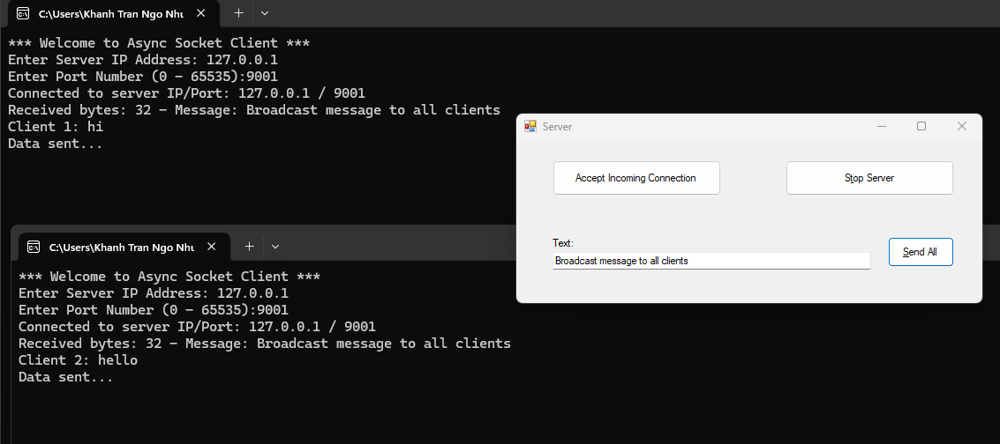 C:\Users\Khanh Tran Ngo Nhu
*** Welcome to Async Socket Client ***
Enter Server IP Address: 127.0.0.1
Enter Port Number (0 - 65535):9001
Connected to server IP/Port: 127.0.0.1 / 9001
Received bytes: 32 - Message: Broadcast message to all clients
Client 1: hi
Data sent...
Server
Accept Incoming Connection
Stop Server
Text:
Broadcast message to all clients
Send All
C:\Users\Khanh Tran Ngo Nhu
*** Welcome to Async Socket Client ***
Enter Server IP Address: 127.0.0.1
Enter Port Number (0 - 65535):9001
Connected to server IP/Port: 127.0.0.1 / 9001
Received bytes: 32 - Message: Broadcast message to all clients
Client 2: hello
Data sent...